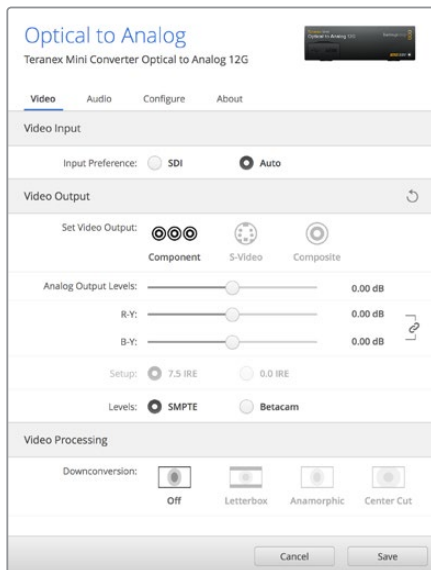 Optical to Analog
Teranex Mini Converter Optical to Analog 12G
Video Audio Configure About
Video Input
Input Preference: SDI Auto
Video Output
Set Video Output:
Component S-Video Composite
Analog Output Levels: 0.00 dB
R-Y: 0.00 dB
B-Y: 0.00 dB
Setup: 7.5 IRE 0.0 IRE
Levels: SMPTE Betacam
Video Processing
Downconversion:
Off Letterbox Anamorphic Center Cut
Cancel Save